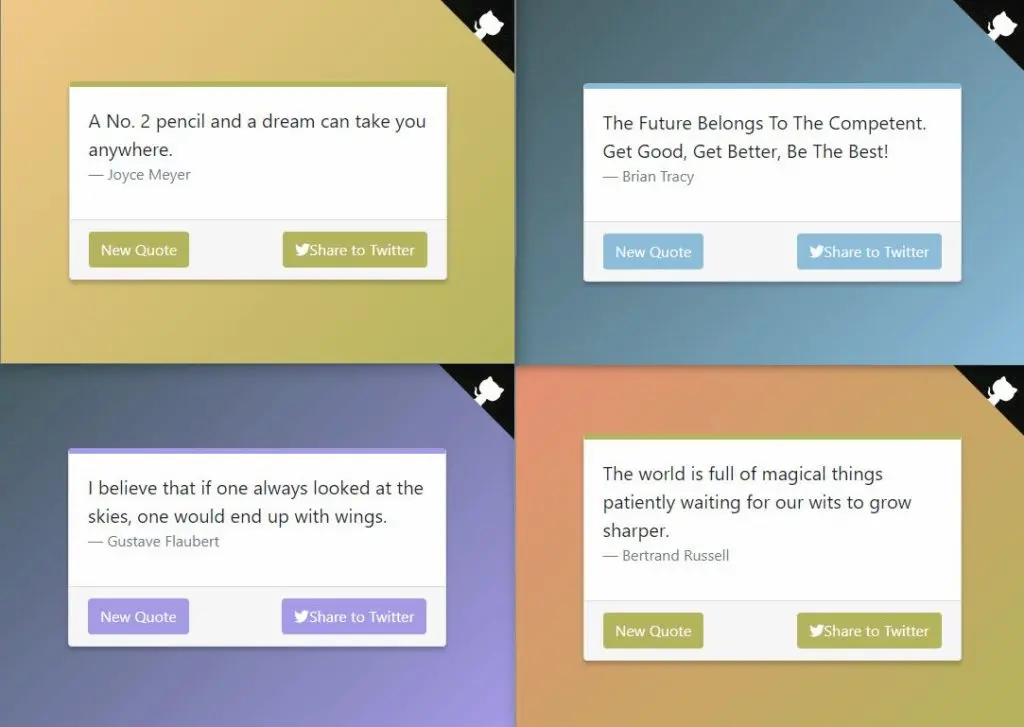 A No. 2 pencil and a dream can take you
anywhere.
— Joyce Meyer
New Quote
Share to Twitter
The Future Belongs To The Competent.
Get Good, Get Better, Be The Best!
— Brian Tracy
New Quote
Share to Twitter
I believe that if one always looked at the
skies, one would end up with wings.
— Gustave Flaubert
New Quote
Share to Twitter
The world is full of magical things
patiently waiting for our wits to grow
sharper.
— Bertrand Russell
New Quote
Share to Twitter